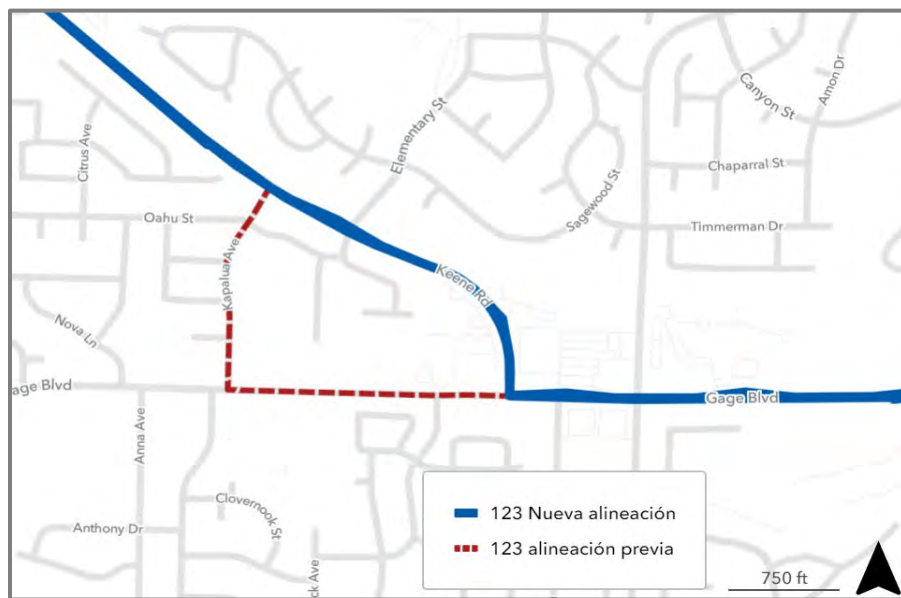 Canyon St
Amon Dr
Elementary St
Citrus Ave
Chaparral St
Sagewood St
Oahu St
Timmerman Dr
Kapalua Ave
Keene Rd
Nova Ln
age Blvd
Gage Blvd
Anna Ave
Clovernook St
Anthony Dr
ck Ave
123 Nueva alineación
123 alineación previa
750 ft